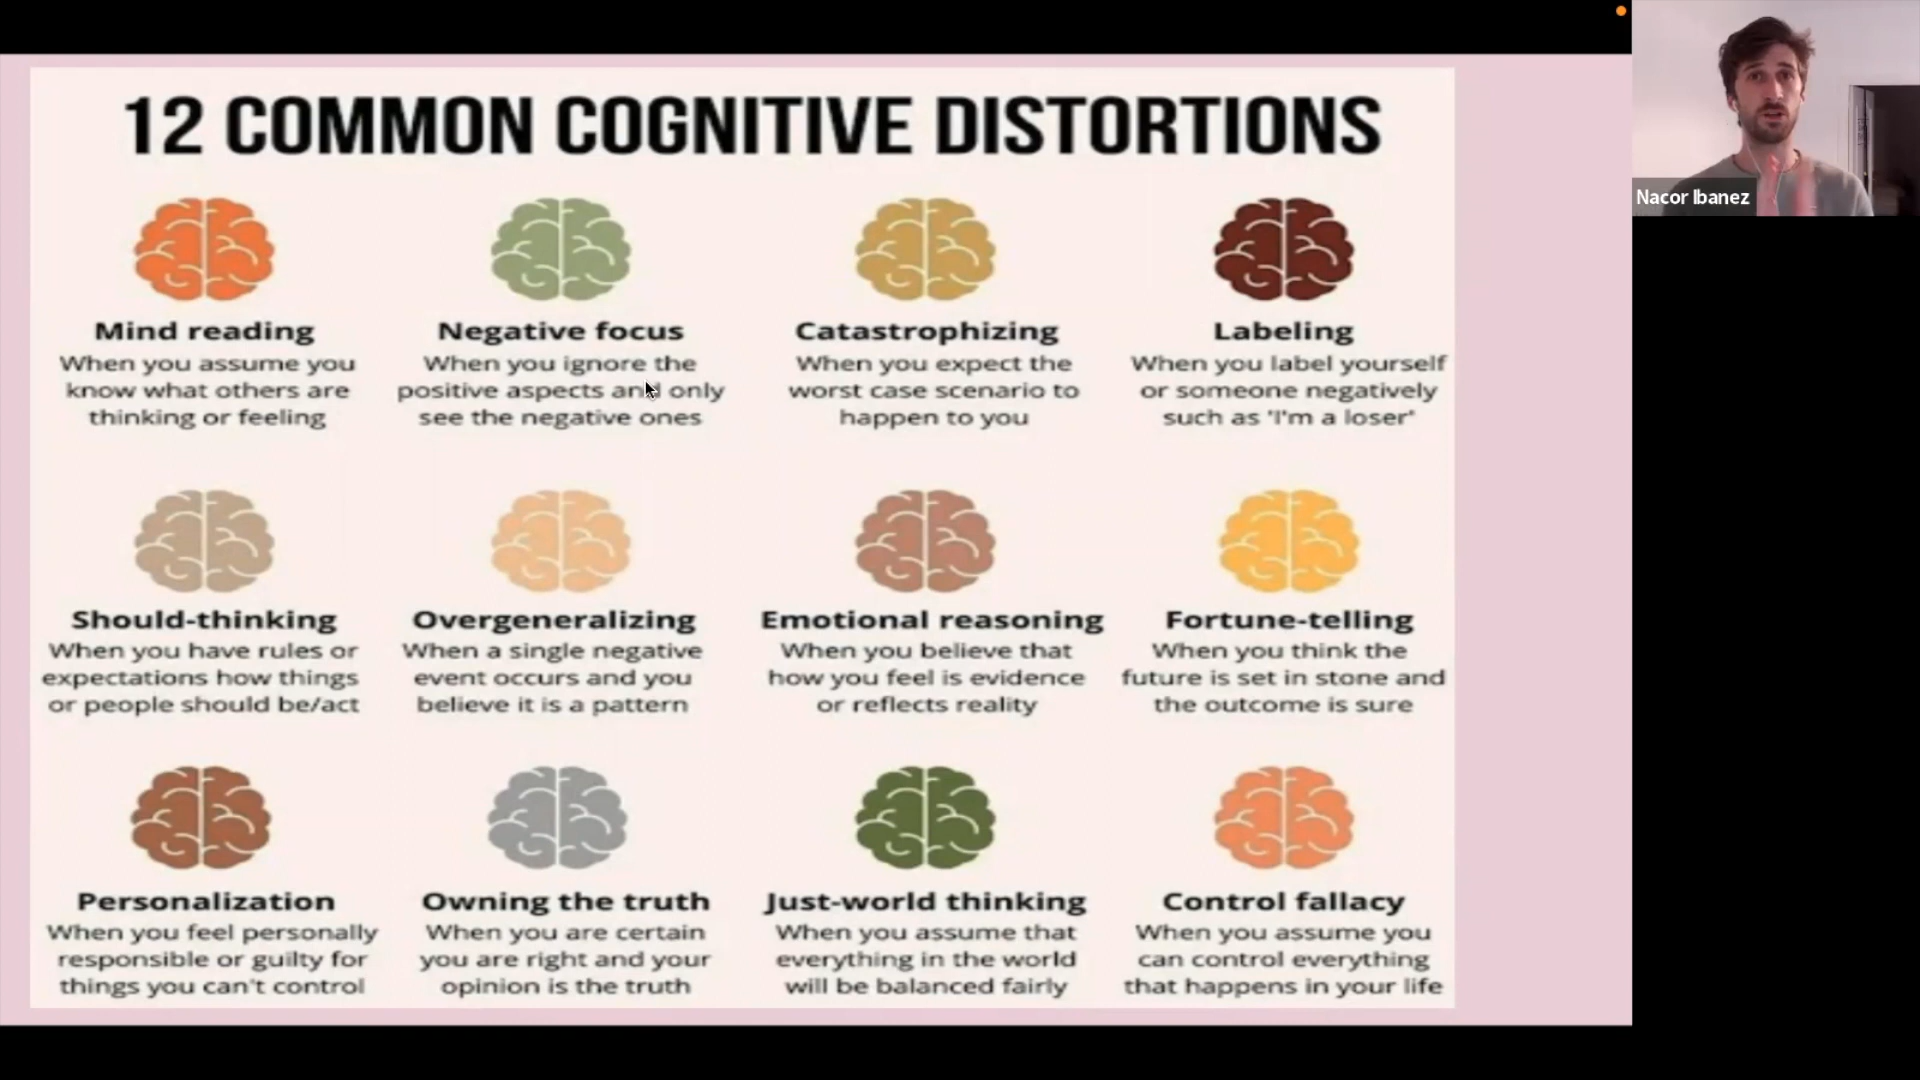 12 COMMON COGNITIVE DISTORTIONS
Mind reading
When you assume you
know what others are
thinking or feeling
Negative focus
When you ignore the
positive aspects and only
see the negative ones
Catastrophizing
When you expect the
worst case scenario to
happen to you
Labeling
When you label yourself
or someone negatively
such as 'I'm a loser'
Should-thinking
When you have rules or
expectations how things
or people should be/act
Overgeneralizing
When a single negative
event occurs and you
believe it is a pattern
Emotional reasoning
When you believe that
how you feel is evidence
or reflects reality
Fortune-telling
When you think the
future is set in stone and
the outcome is sure
Personalization
When you feel personally
responsible or guilty for
things you can't control
Owning the truth
When you are certain
you are right and your
opinion is the truth
Just-world thinking
When you assume that
everything in the world
will be balanced fairly
Control fallacy
When you assume you
can control everything
that happens in your life
Nacor Ibanez